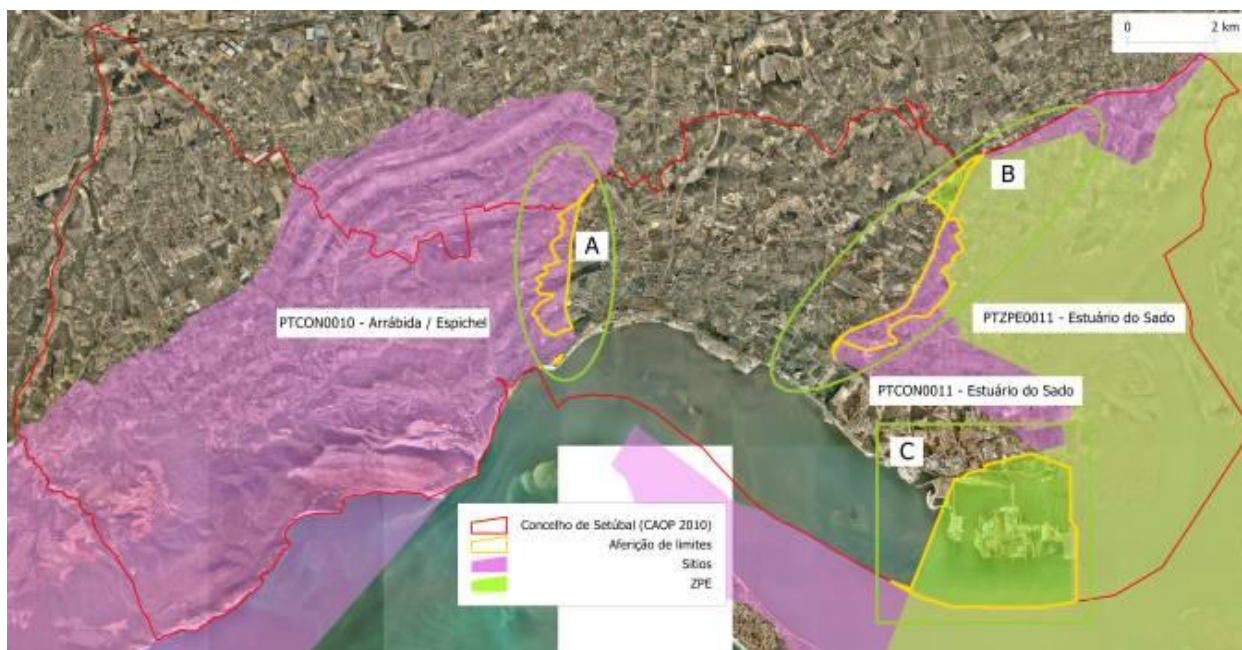 0 2 km
B
A
PTCON0010 - Arrábida / Espichel
PTZPE0011 - Estuário do Sado
PTCON0011 - Estuário do Sado
C
Concelho de Setúbal (CAOP 2010)
Aferição de limites
Sítios
ZPE